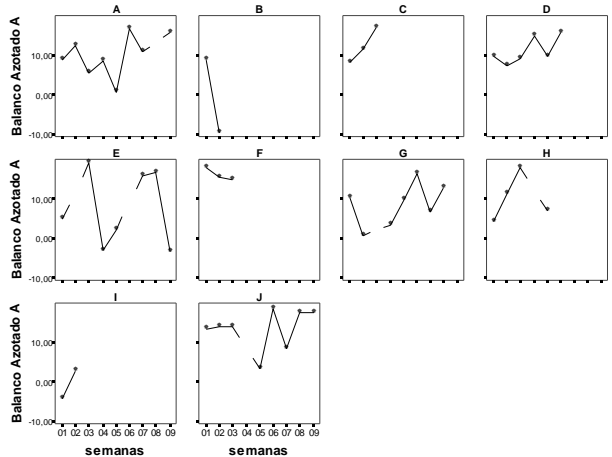 A B C D
Balanco Azotado A
10,00
0,00
-10,00
E F G H
Balanco Azotado A
10,00
0,00
-10,00
I J
Balanco Azotado A
10,00
0,00
-10,00
01 02 03 04 05 06 07 08 09 01 02 03 04 05 06 07 08 09
semanas semanas